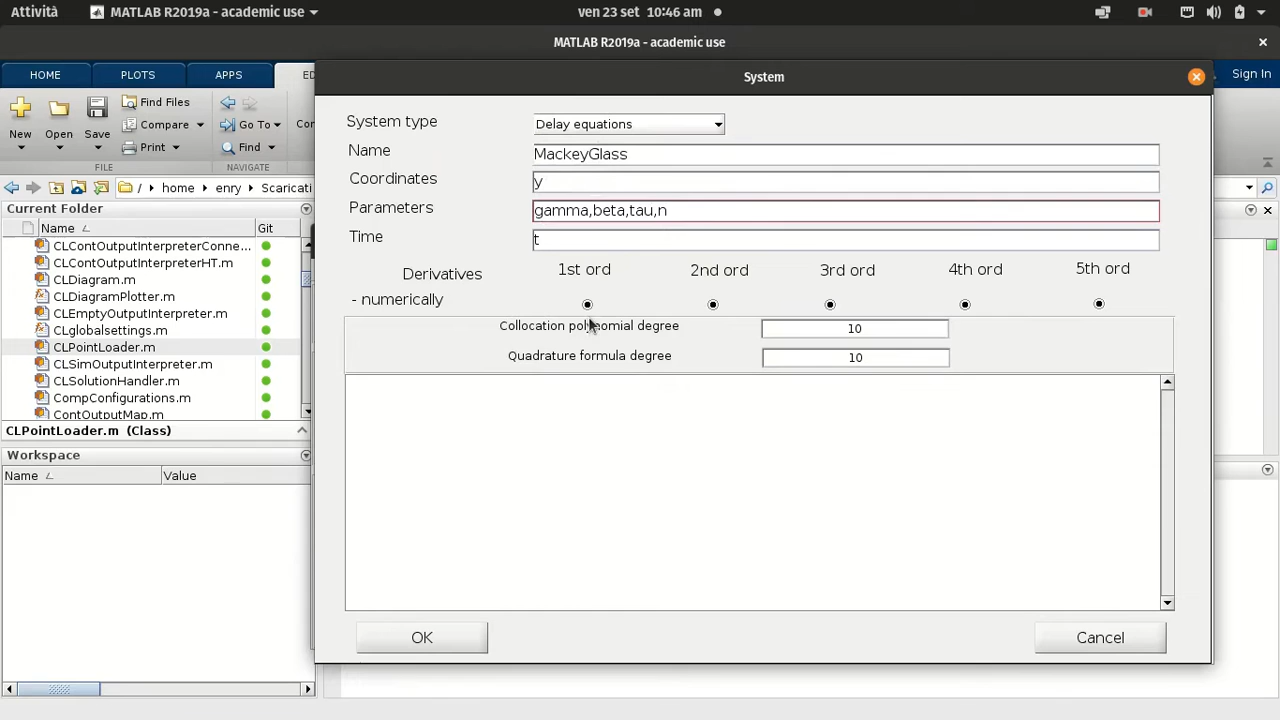 Attività
MATLAB R2019a - academic use
ven 23 set 10:46 am
MATLAB R2019a - academic use
HOME
PLOTS
APPS
ED
System
Sign In
New
Open
Save
Find Files
Compare
Print
Go To
Find
Con
FILE
NAVIGATE
/ home enry Scaricati
Current Folder
Name
Git
CLContOutputInterpreterConne...
CLContOutputInterpreterHT.m
CLDiagram.m
CLDiagramPlotter.m
CLEmptyOutputInterpreter.m
CLglobalsettings.m
CLPointLoader.m
CLSimOutputInterpreter.m
CLSolutionHandler.m
CompConfigurations.m
ContOutputMap.m
CLPointLoader.m (Class)
Workspace
Name
Value
System type
Delay equations
Name
MackeyGlass
Coordinates
y
Parameters
gamma,beta,tau,n
Time
t
Derivatives
1st ord
2nd ord
3rd ord
4th ord
5th ord
- numerically
Collocation polynomial degree
10
Quadrature formula degree
10
OK
Cancel